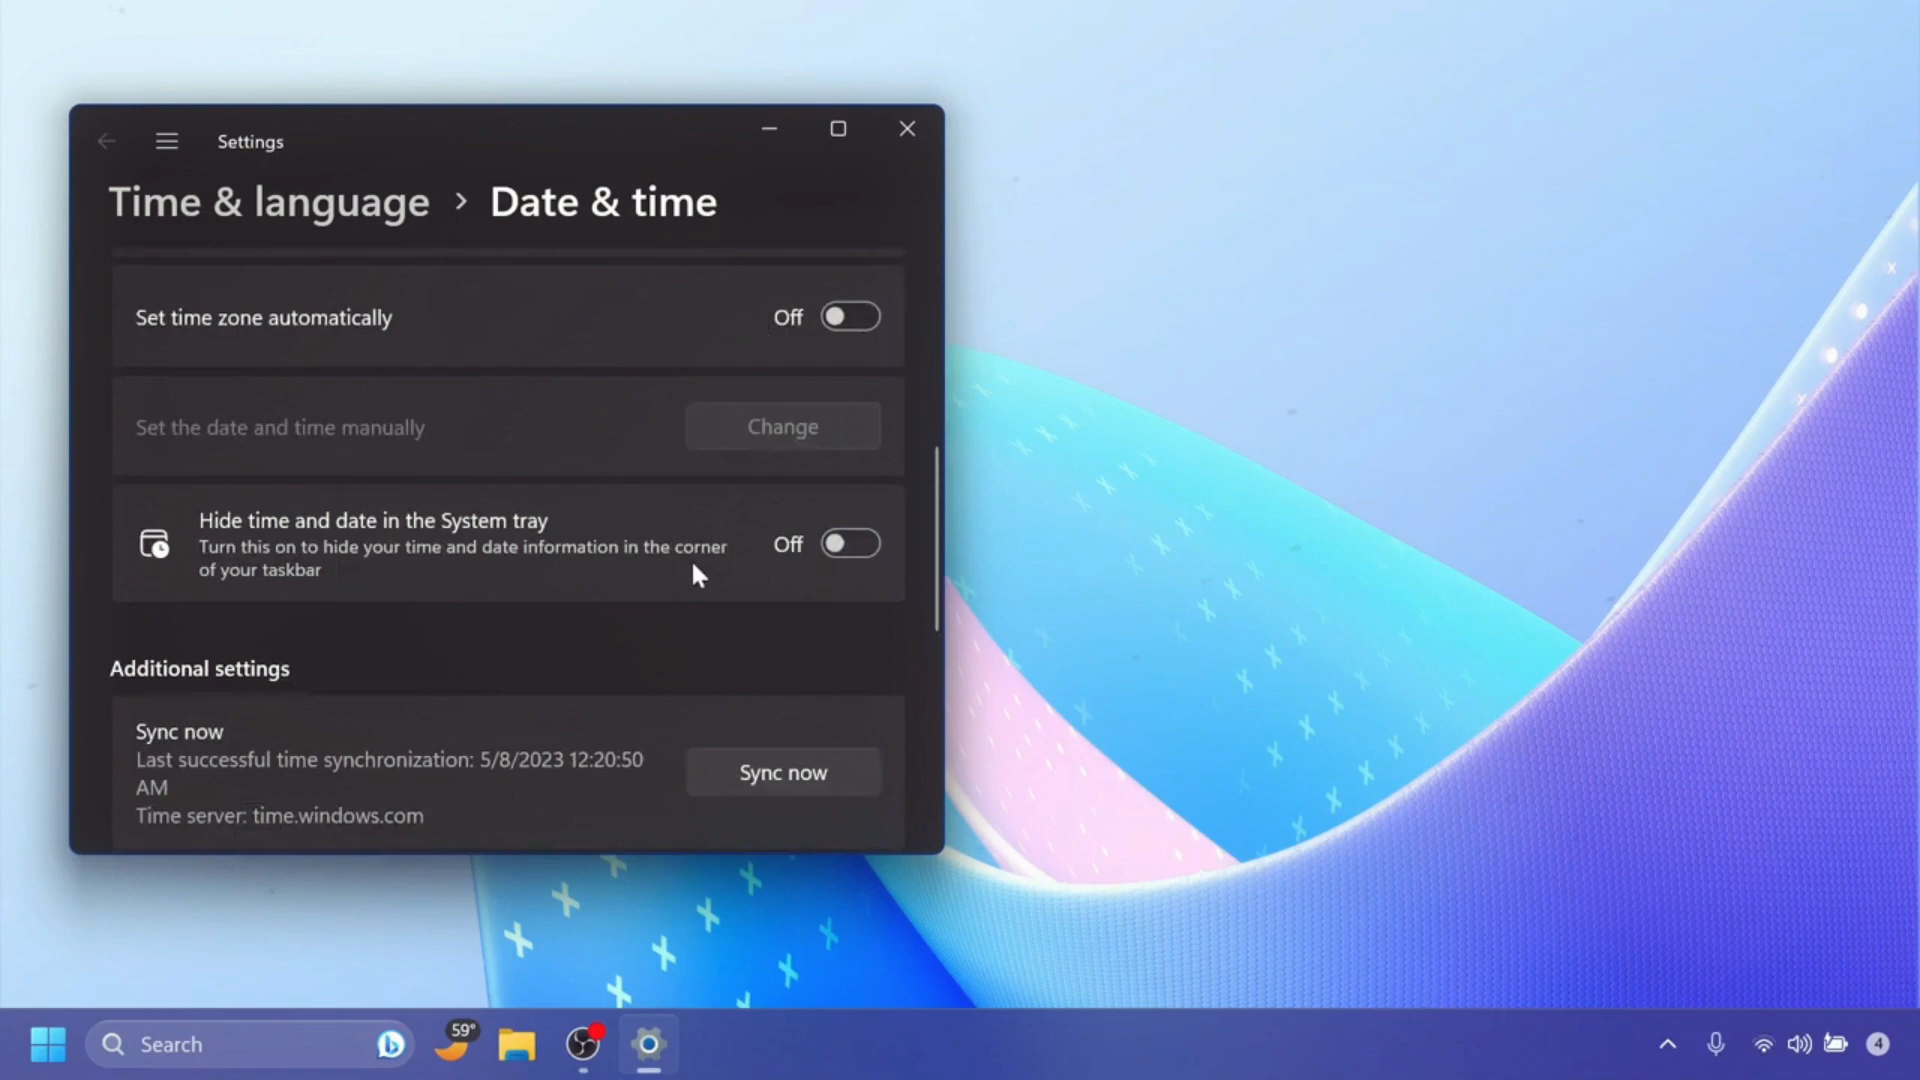 Settings
Time & language > Date & time
Set time zone automatically
Off
Set the date and time manually
Change
Hide time and date in the System tray
Turn this on to hide your time and date information in the corner
of your taskbar
Off
Additional settings
Sync now
Last successful time synchronization: 5/8/2023 12:20:50
AM
Time server: time.windows.com
Sync now
Search
59°
4